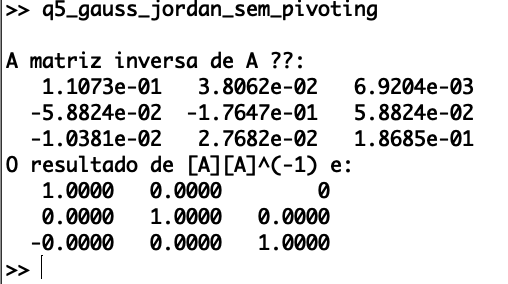 >> q5_gauss_jordan_sem_pivoting
A matriz inversa de A ??:
1.1073e-01 3.8062e-02 6.9204e-03
-5.8824e-02 -1.7647e-01 5.8824e-02
-1.0381e-02 2.7682e-02 1.8685e-01
O resultado de [A][A]^(-1) e:
1.0000 0.0000 0
0.0000 1.0000 0.0000
-0.0000 0.0000 1.0000
>>